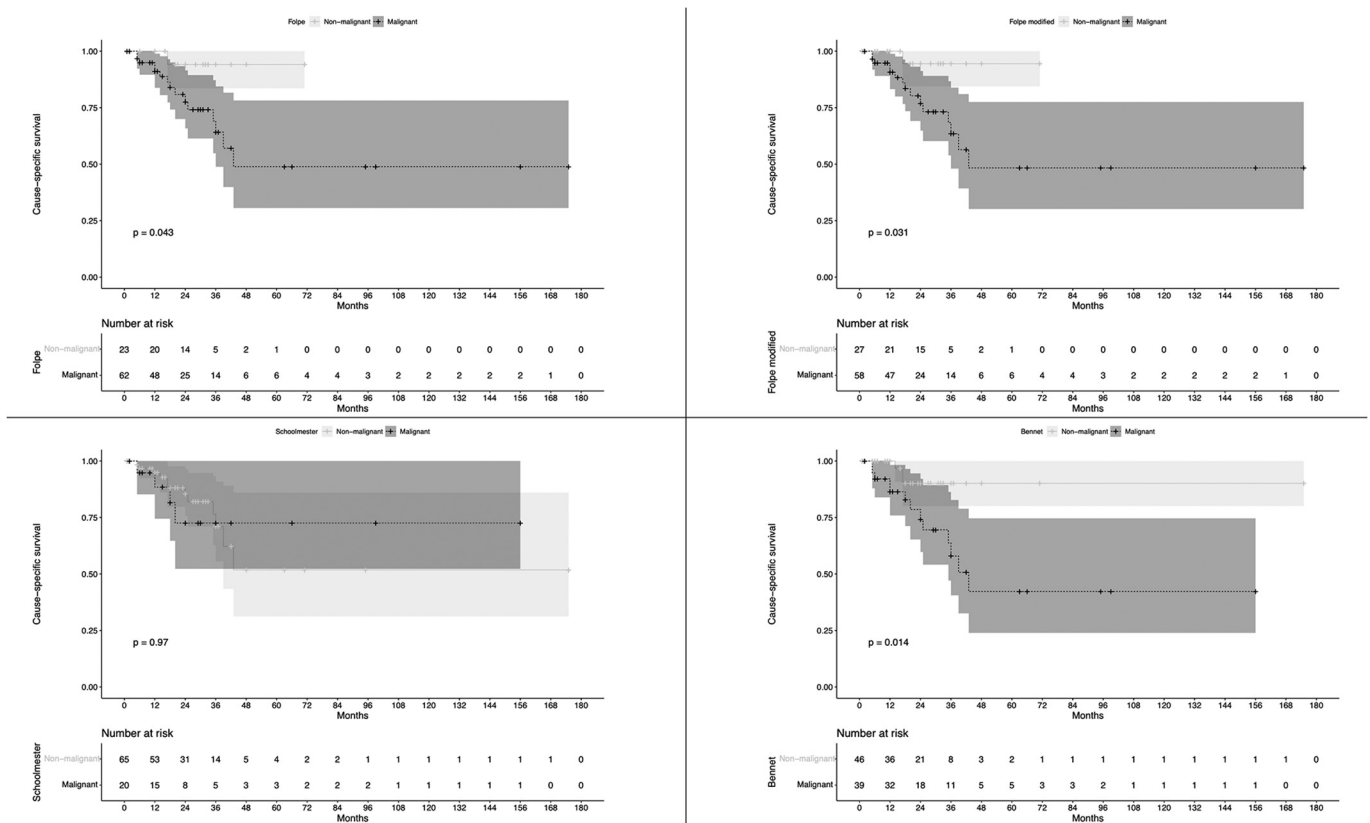 Folpe Non-malignant Malignant
1.00
0.75
0.50
0.25
0.00
Cause-specific survival
p = 0.043
0 12 24 36 48 60 72 84 96 108 120 132 144 156 168 180
Months
Number at risk
Folpe
Non-malignant 23 20 14 5 2 1 0 0 0 0 0 0 0 0 0 0
Malignant 62 48 25 14 6 6 4 4 3 2 2 2 2 2 1 0
0 12 24 36 48 60 72 84 96 108 120 132 144 156 168 180
Months
Folpe modified Non-malignant Malignant
1.00
0.75
0.50
0.25
0.00
Cause-specific survival
p = 0.031
0 12 24 36 48 60 72 84 96 108 120 132 144 156 168 180
Months
Number at risk
Folpe modified
Non-malignant 27 21 15 5 2 1 0 0 0 0 0 0 0 0 0 0
Malignant 58 47 24 14 6 6 4 4 3 2 2 2 2 2 1 0
0 12 24 36 48 60 72 84 96 108 120 132 144 156 168 180
Months
Schoolmester Non-malignant Malignant
1.00
0.75
0.50
0.25
0.00
Cause-specific survival
p = 0.97
0 12 24 36 48 60 72 84 96 108 120 132 144 156 168 180
Months
Number at risk
Schoolmester
Non-malignant 65 53 31 14 5 4 2 2 1 1 1 1 1 1 1 0
Malignant 20 15 8 5 3 3 2 2 2 1 1 1 1 1 0 0
0 12 24 36 48 60 72 84 96 108 120 132 144 156 168 180
Months
Bennet Non-malignant Malignant
1.00
0.75
0.50
0.25
0.00
Cause-specific survival
p = 0.014
0 12 24 36 48 60 72 84 96 108 120 132 144 156 168 180
Months
Number at risk
Bennet
Non-malignant 46 36 21 8 3 2 1 1 1 1 1 1 1 1 1 0
Malignant 39 32 18 11 5 5 3 3 2 1 1 1 1 1 0 0
0 12 24 36 48 60 72 84 96 108 120 132 144 156 168 180
Months